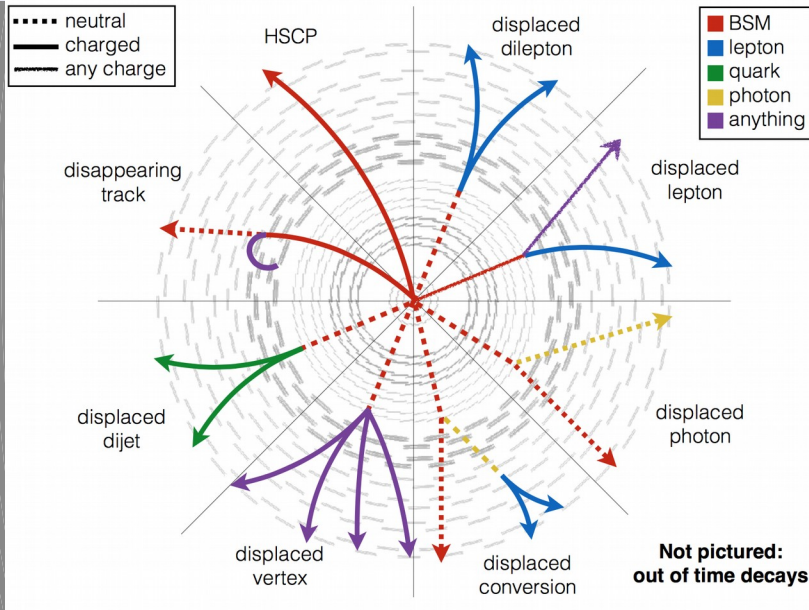 neutral
charged
any charge
HSCP
displaced
dilepton
BSM
lepton
quark
photon
anything
disappearing
track
displaced
lepton
displaced
dijet
displaced
photon
displaced
vertex
displaced
conversion
Not pictured:
out of time decays